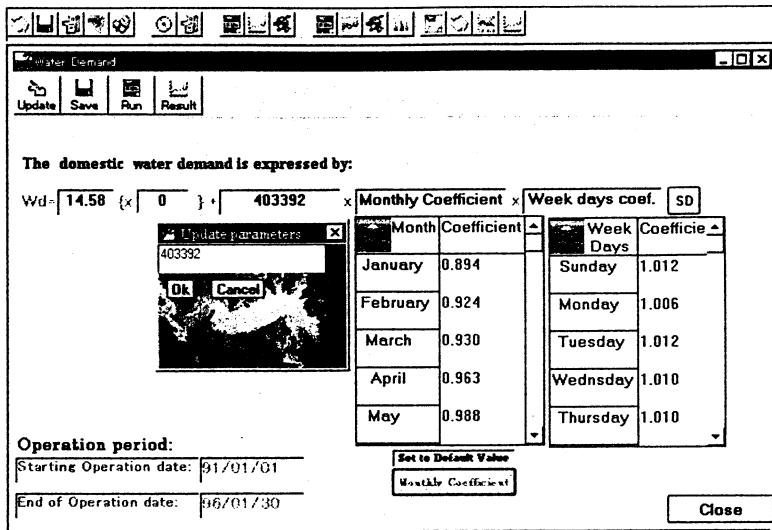 Water Demand
Update Save Run Result
The domestic water demand is expressed by:
Wd= 14.58 {x 0 } + 403392 x Monthly Coefficient x Week days coef. SD
Update parameters
403392
Ok Cancel
Month Coefficient
January 0.894
February 0.924
March 0.930
April 0.963
May 0.988
Week Days Coefficie
Sunday 1.012
Monday 1.006
Tuesday 1.012
Wednsday 1.010
Thursday 1.010
Operation period:
Starting Operation date: 91/01/01
End of Operation date: 96/01/30
Set to Default Value
Monthly Coefficient
Close